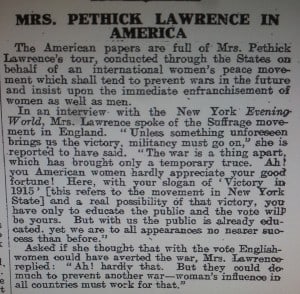 MRS. PETHICK LAWRENCE IN
AMERICA
The American papers are full of Mrs. Pethick
Lawrence's tour, conducted through the States on
behalf of an international women's peace move-
ment which shall tend to prevent wars in the future
and insist upon the immediate enfranchisement of
women as well as men.
In an interview with the New York Evening-
World, Mrs. Lawrence spoke of the Suffrage move-
ment in England. "Unless something unforeseen
brings us the victory, militancy must go on," she is
reported to have said. "The war is a thing apart,
which has brought only a temporary truce. Ah!
you American women hardly appreciate your good
fortune! Here, with your slogan of 'Victory in
1915' [this refers to the movement in New York
State] and a real possibility of that victory, you
have only to educate the public and the vote will
be yours. But with us the public is already edu-
cated, yet we are to all appearances no nearer suc-
cess than before."
Asked if she thought that with the vote English-
women could have averted the war, Mrs. Lawrence
replied: "Ah! hardly that. But they could do
much to prevent another war—woman's influence in
all countries must work for that."